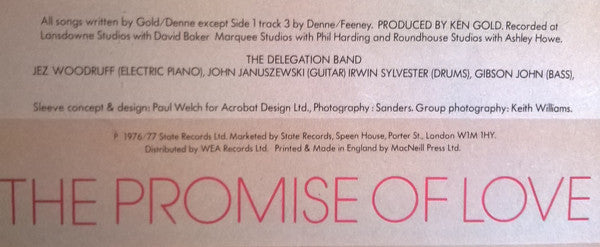 All songs written by Gold/Denne except Side 1 track 3 by Denne/Feeney. PRODUCED BY KEN GOLD. Recorded at
Lansdowne Studios with David Baker Marquee Studios with Phil Harding and Roundhouse Studios with Ashley Howe.
THE DELEGATION BAND
JEZ WOODRUFF (ELECTRIC PIANO), JOHN JANUSZEWSKI (GUITAR) IRWIN SYLVESTER (DRUMS), GIBSON JOHN (BASS),
Sleeve concept & design: Paul Welch for Acrobat Design Ltd., Photography: Sanders. Group photography: Keith Williams.
P 1976/77 State Records Ltd. Marketed by State Records, Speen House, Porter St., London W1M 1HY.
Distributed by WEA Records Ltd. Printed & Made in England by MacNeill Press Ltd.
THE PROMISE OF LOVE